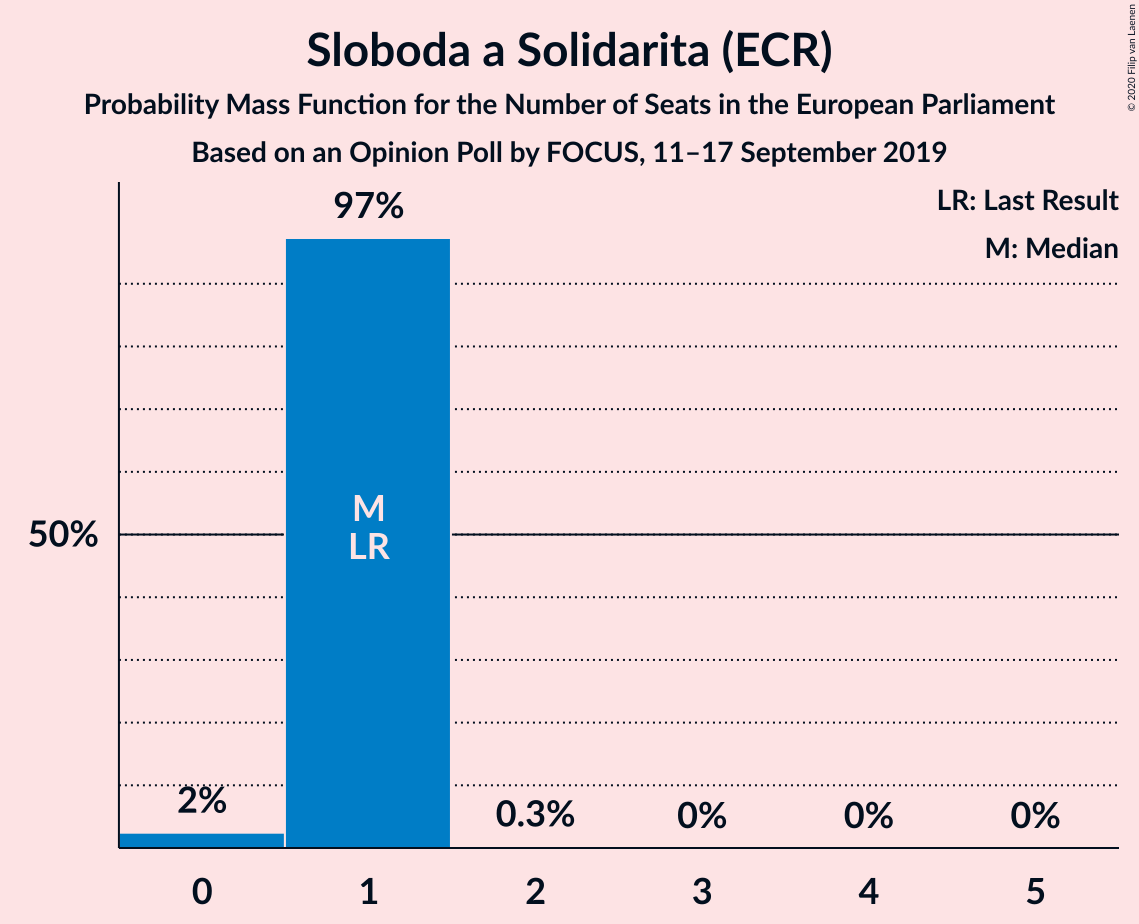 Sloboda a Solidarita (ECR)
Probability Mass Function for the Number of Seats in the European Parliament
Based on an Opinion Poll by FOCUS, 11–17 September 2019
© 2020 Filip van Laenen
LR: Last Result
M: Median
97%
M
LR
50%
2%
0.3%
0%
0%
0%
0
1
2
3
4
5